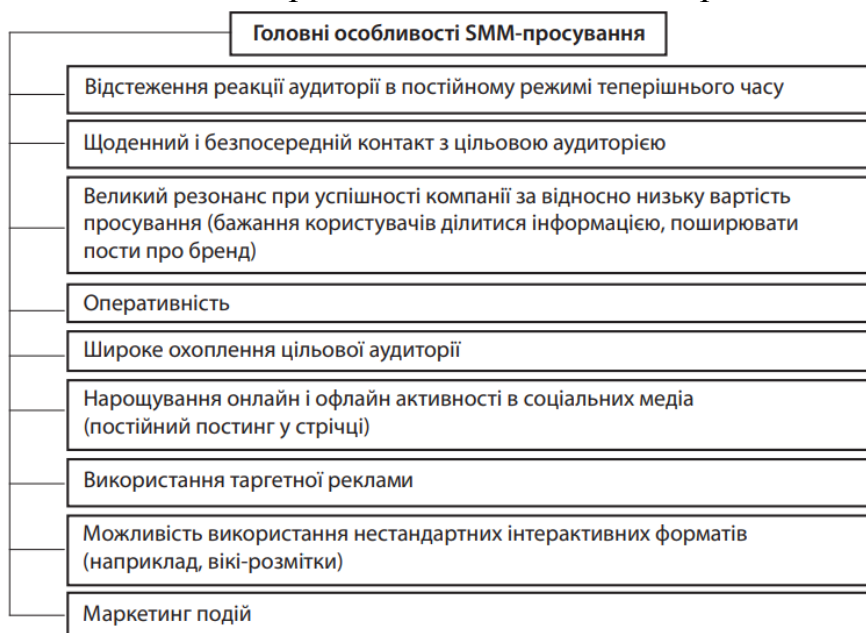 Головні особливості SMM-просування
Відстеження реакції аудиторії в постійному режимі теперішнього часу
Щоденний і безпосередній контакт з цільовою аудиторією
Великий резонанс при успішності компанії за відносно низьку вартість
просування (бажання користувачів ділитися інформацією, поширювати
пости про бренд)
Оперативність
Широке охоплення цільової аудиторії
Нарощування онлайн і офлайн активності в соціальних медіа
(постійний постинг у стрічці)
Використання таргетної реклами
Можливість використання нестандартних інтерактивних форматів
(наприклад, вікі-розмітки)
Маркетинг подій